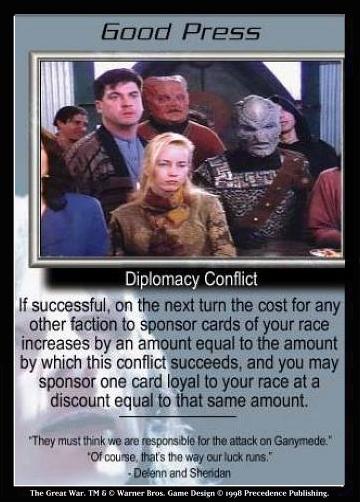 Good Press
Diplomacy Conflict
If successful, on the next turn the cost for any
other faction to sponsor cards of your race
increases by an amount equal to the amount
by which this conflict succeeds, and you may
sponsor one card loyal to your race at a
discount equal to that same amount.
“They must think we are responsible for the attack on Ganymede.”
“Of course, that's the way our luck runs.”
- Delenn and Sheridan
The Great War. TM & © Warner Bros. Game Design © 1998 Precedence Publishing.